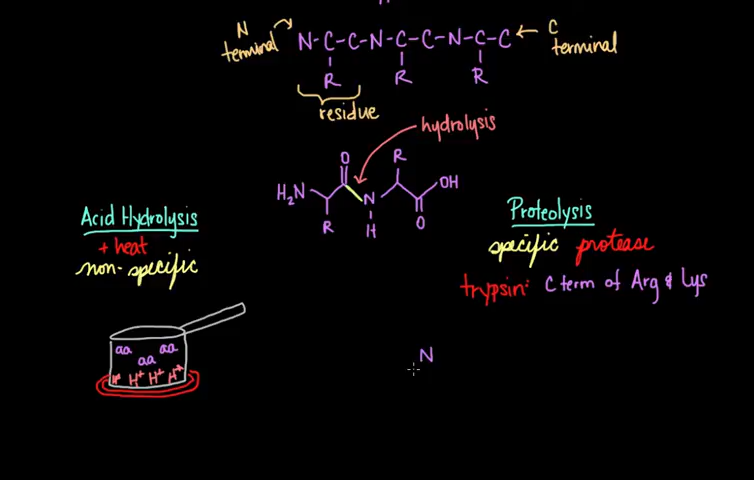 N
terminal
N-C-C-N-C-C-N-C-C
C
terminal
R
R
R
residue
hydrolysis
O
R
H₂N
N
OH
R
H
O
Acid Hydrolysis
+ heat
non-specific
aa aa
aa
H⁺ H⁺ H⁺ H⁺
Proteolysis
specific protease
trypsin: C term of Arg & Lys
N